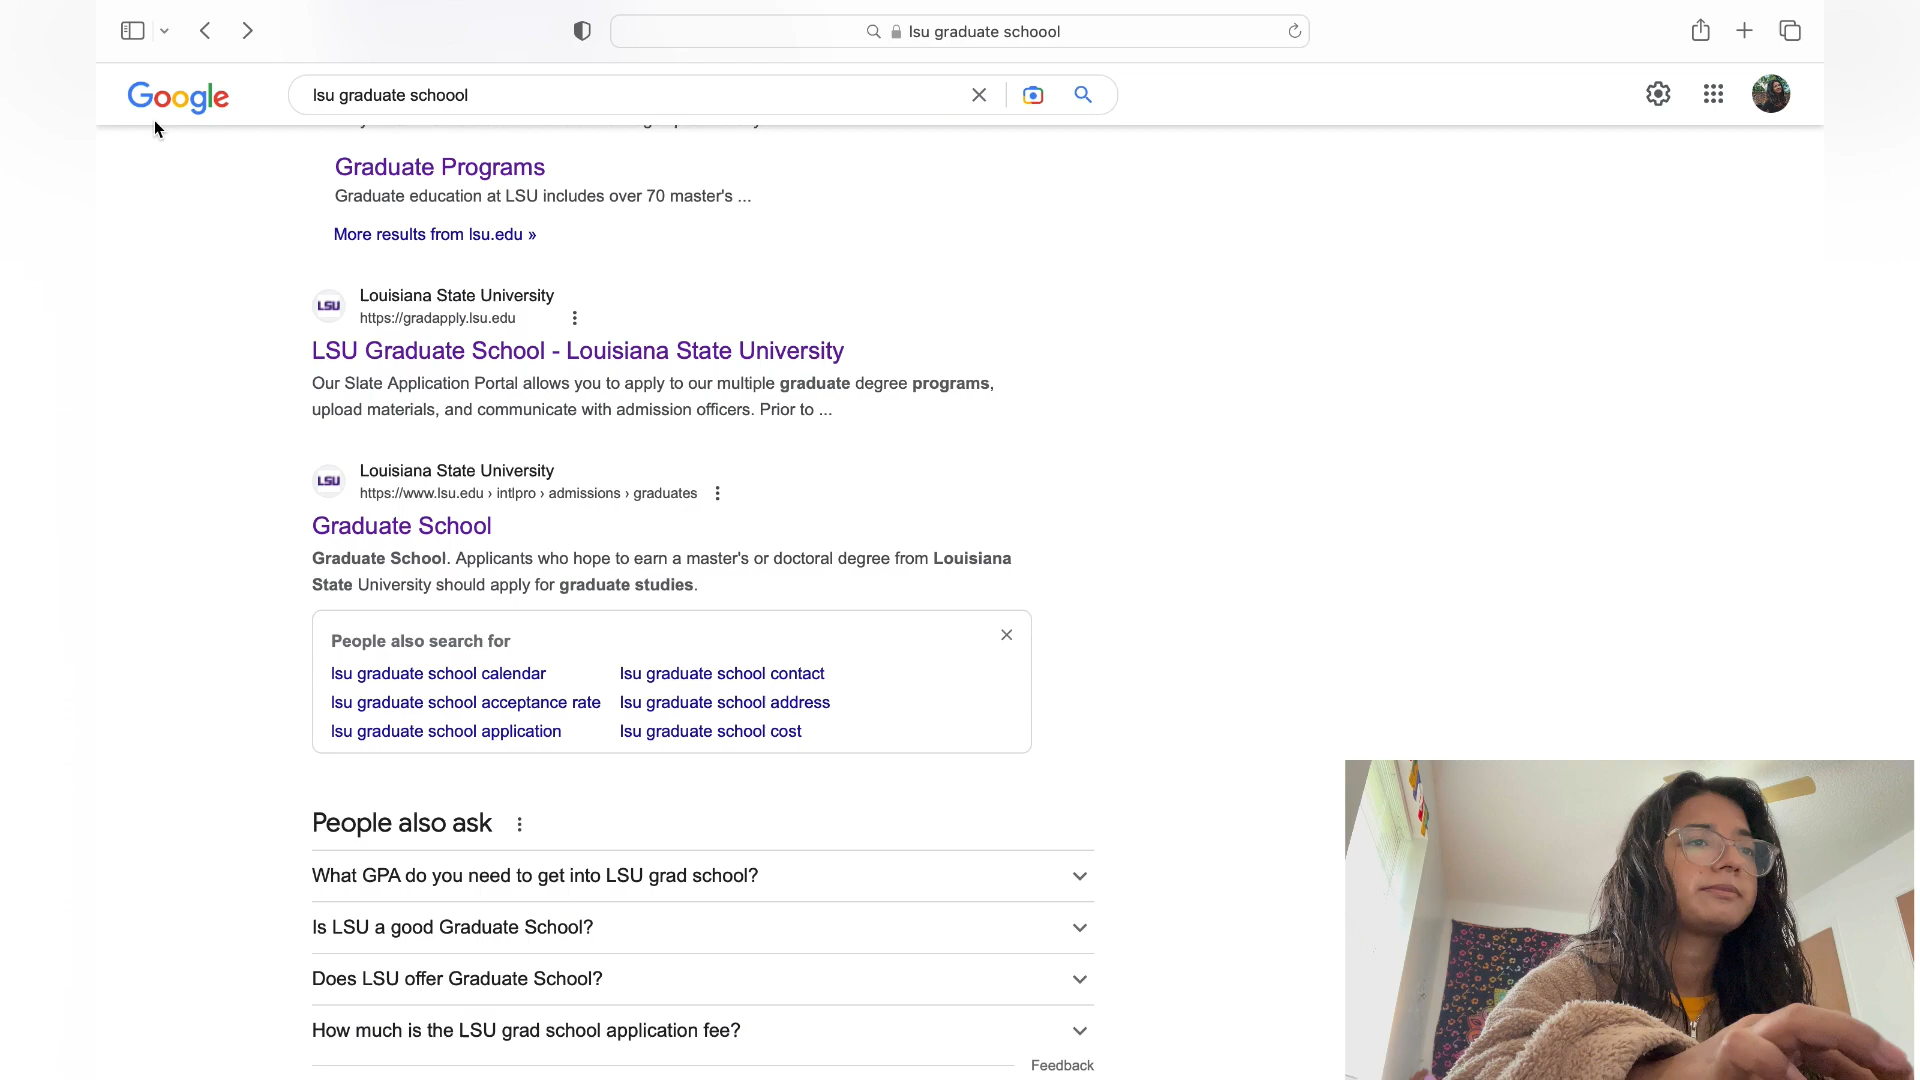 lsu graduate schoool
Google
lsu graduate schoool
Graduate Programs
Graduate education at LSU includes over 70 master's ...
More results from lsu.edu »
LSU
Louisiana State University
https://gradapply.lsu.edu
LSU Graduate School - Louisiana State University
Our Slate Application Portal allows you to apply to our multiple graduate degree programs,
upload materials, and communicate with admission officers. Prior to ...
LSU
Louisiana State University
https://www.lsu.edu › intlpro › admissions › graduates
Graduate School
Graduate School. Applicants who hope to earn a master's or doctoral degree from Louisiana
State University should apply for graduate studies.
People also search for
lsu graduate school calendar
lsu graduate school contact
lsu graduate school acceptance rate
lsu graduate school address
lsu graduate school application
lsu graduate school cost
People also ask
What GPA do you need to get into LSU grad school?
Is LSU a good Graduate School?
Does LSU offer Graduate School?
How much is the LSU grad school application fee?
Feedback